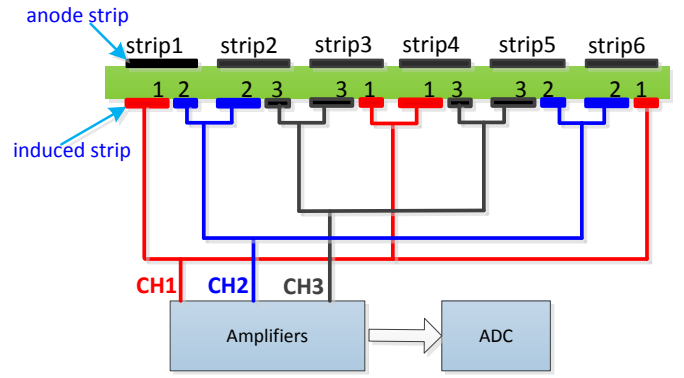 anode strip
strip1 strip2 strip3 strip4 strip5 strip6
1 2 2 3 3 1 1 3 3 2 2 1
induced strip
CH1 CH2 CH3
Amplifiers ADC